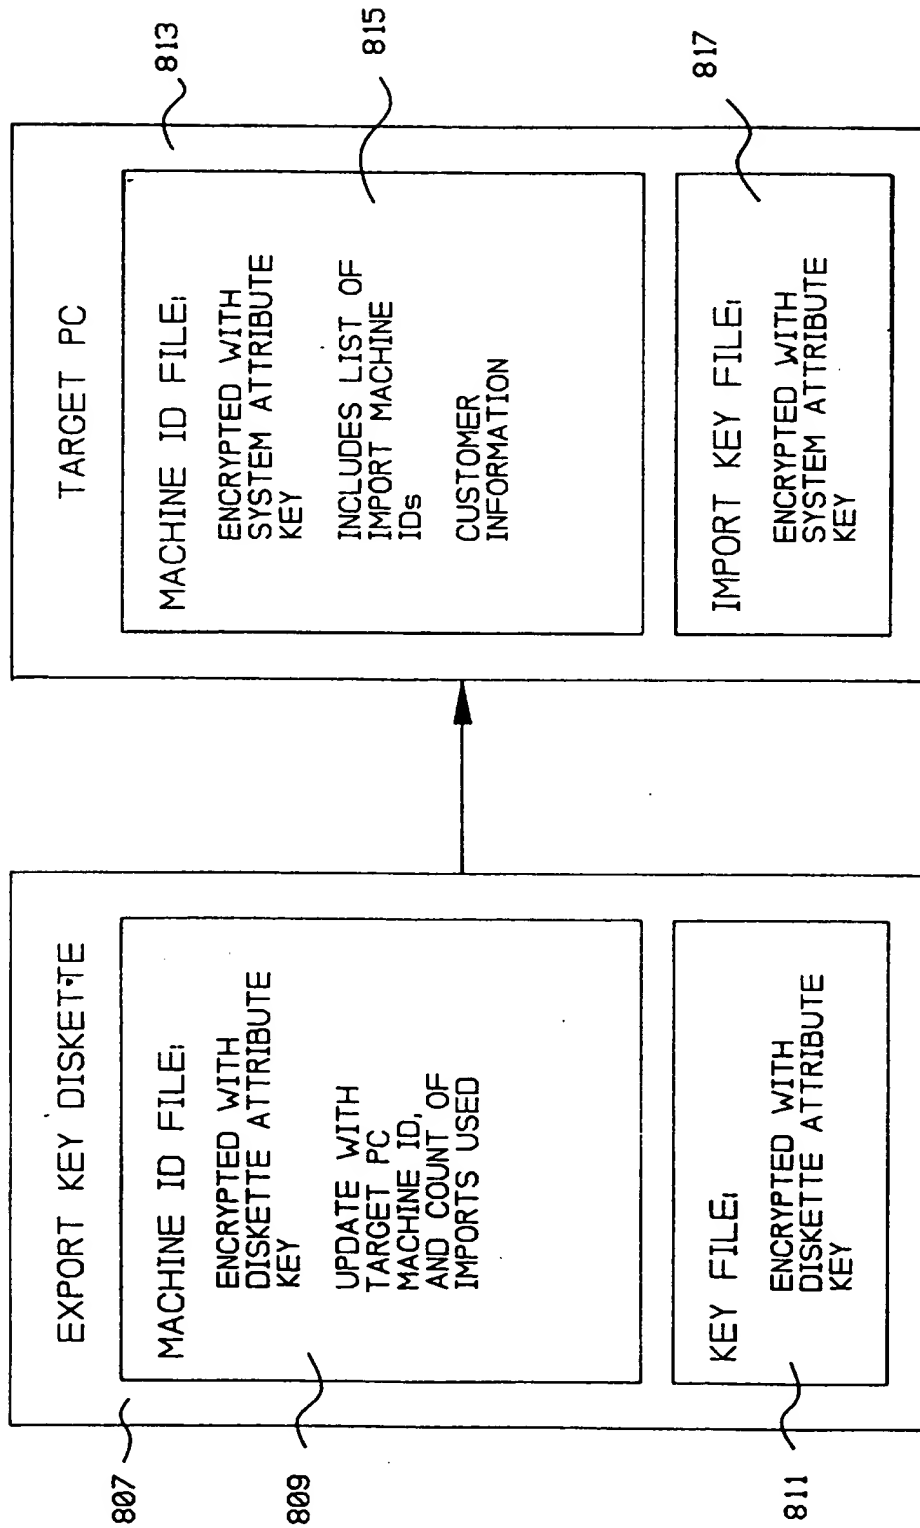 EXPORT KEY DISKETTE
MACHINE ID FILE:
ENCRYPTED WITH
DISKETTE ATTRIBUTE
KEY
UPDATE WITH
TARGET PC
MACHINE ID,
AND COUNT OF
IMPORTS USED
KEY FILE:
ENCRYPTED WITH
DISKETTE ATTRIBUTE
KEY
807
809
811
TARGET PC
MACHINE ID FILE:
ENCRYPTED WITH
SYSTEM ATTRIBUTE
KEY
INCLUDES LIST OF
IMPORT MACHINE
IDs
CUSTOMER
INFORMATION
IMPORT KEY FILE:
ENCRYPTED WITH
SYSTEM ATTRIBUTE
KEY
813
815
817